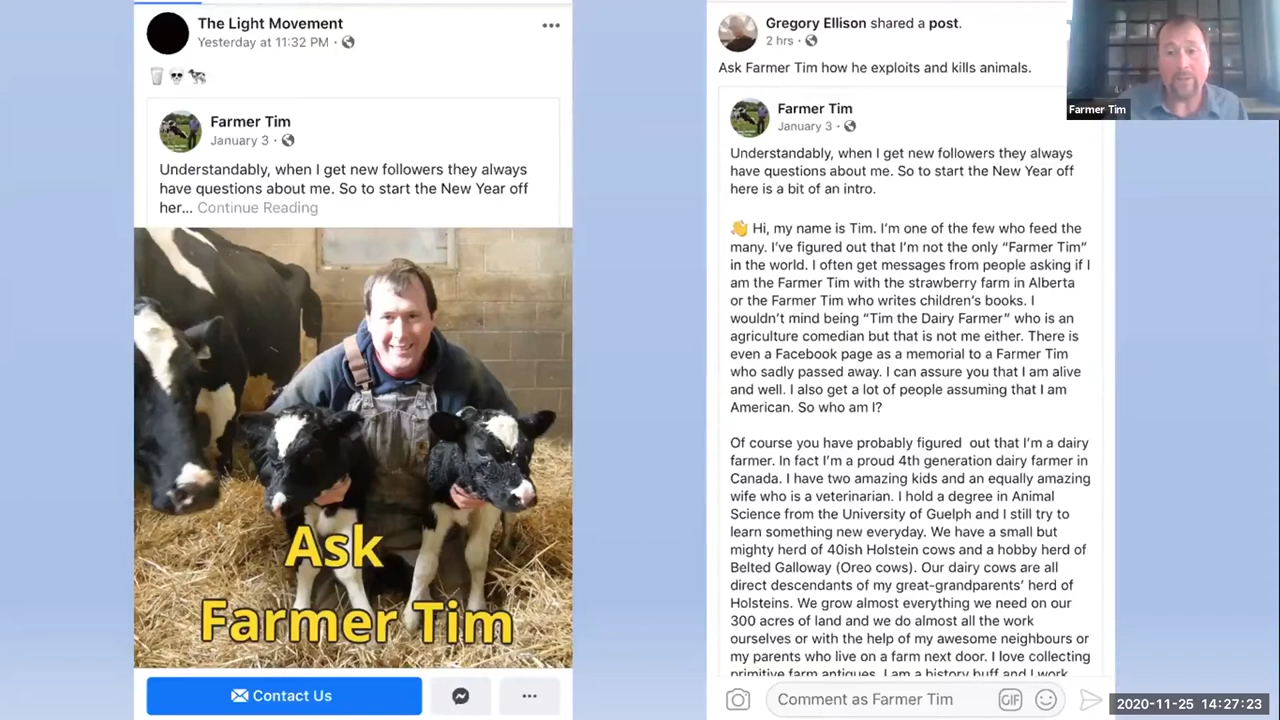 The Light Movement
Yesterday at 11:32 PM ·
Farmer Tim
January 3 ·
Understandably, when I get new followers they always
have questions about me. So to start the New Year off
her... Continue Reading
Ask
Farmer Tim
Contact Us
Gregory Ellison shared a post.
2 hrs ·
Ask Farmer Tim how he exploits and kills animals.
Farmer Tim
January 3 ·
Understandably, when I get new followers they always
have questions about me. So to start the New Year off
here is a bit of an intro.
👋 Hi, my name is Tim. I'm one of the few who feed the
many. I've figured out that I'm not the only “Farmer Tim”
in the world. I often get messages from people asking if I
am the Farmer Tim with the strawberry farm in Alberta
or the Farmer Tim who writes children's books. I
wouldn't mind being “Tim the Dairy Farmer” who is an
agriculture comedian but that is not me either. There is
even a Facebook page as a memorial to a Farmer Tim
who sadly passed away. I can assure you that I am alive
and well. I also get a lot of people assuming that I am
American. So who am I?
Of course you have probably figured out that I'm a dairy
farmer. In fact I'm a proud 4th generation dairy farmer in
Canada. I have two amazing kids and an equally amazing
wife who is a veterinarian. I hold a degree in Animal
Science from the University of Guelph and I still try to
learn something new everyday. We have a small but
mighty herd of 40ish Holstein cows and a hobby herd of
Belted Galloway (Oreo cows). Our dairy cows are all
direct descendants of my great-grandparents' herd of
Holsteins. We grow almost everything we need on our
300 acres of land and we do almost all the work
ourselves or with the help of my awesome neighbours or
my parents who live on a farm next door. I love collecting
primitive farm antiques. I am a history buff and I work
Comment as Farmer Tim
GIF
Farmer Tim
2020-11-25 14:27:23